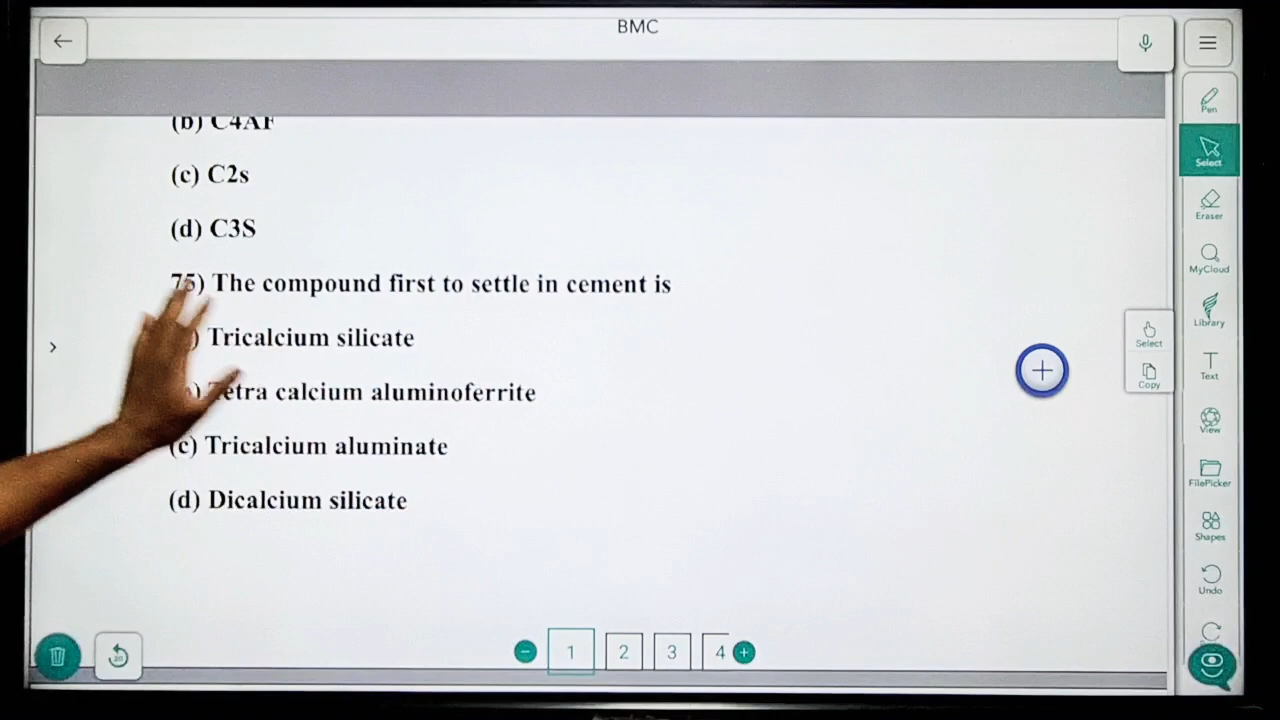 BMC
(b) C4AF
(c) C2s
(d) C3S
75) The compound first to settle in cement is
) Tricalcium silicate
) Tetra calcium aluminoferrite
(c) Tricalcium aluminate
(d) Dicalcium silicate
Pen
Select
Eraser
MyCloud
Library
Text
View
FilePicker
Shapes
Undo
Select
Copy
1
2
3
4